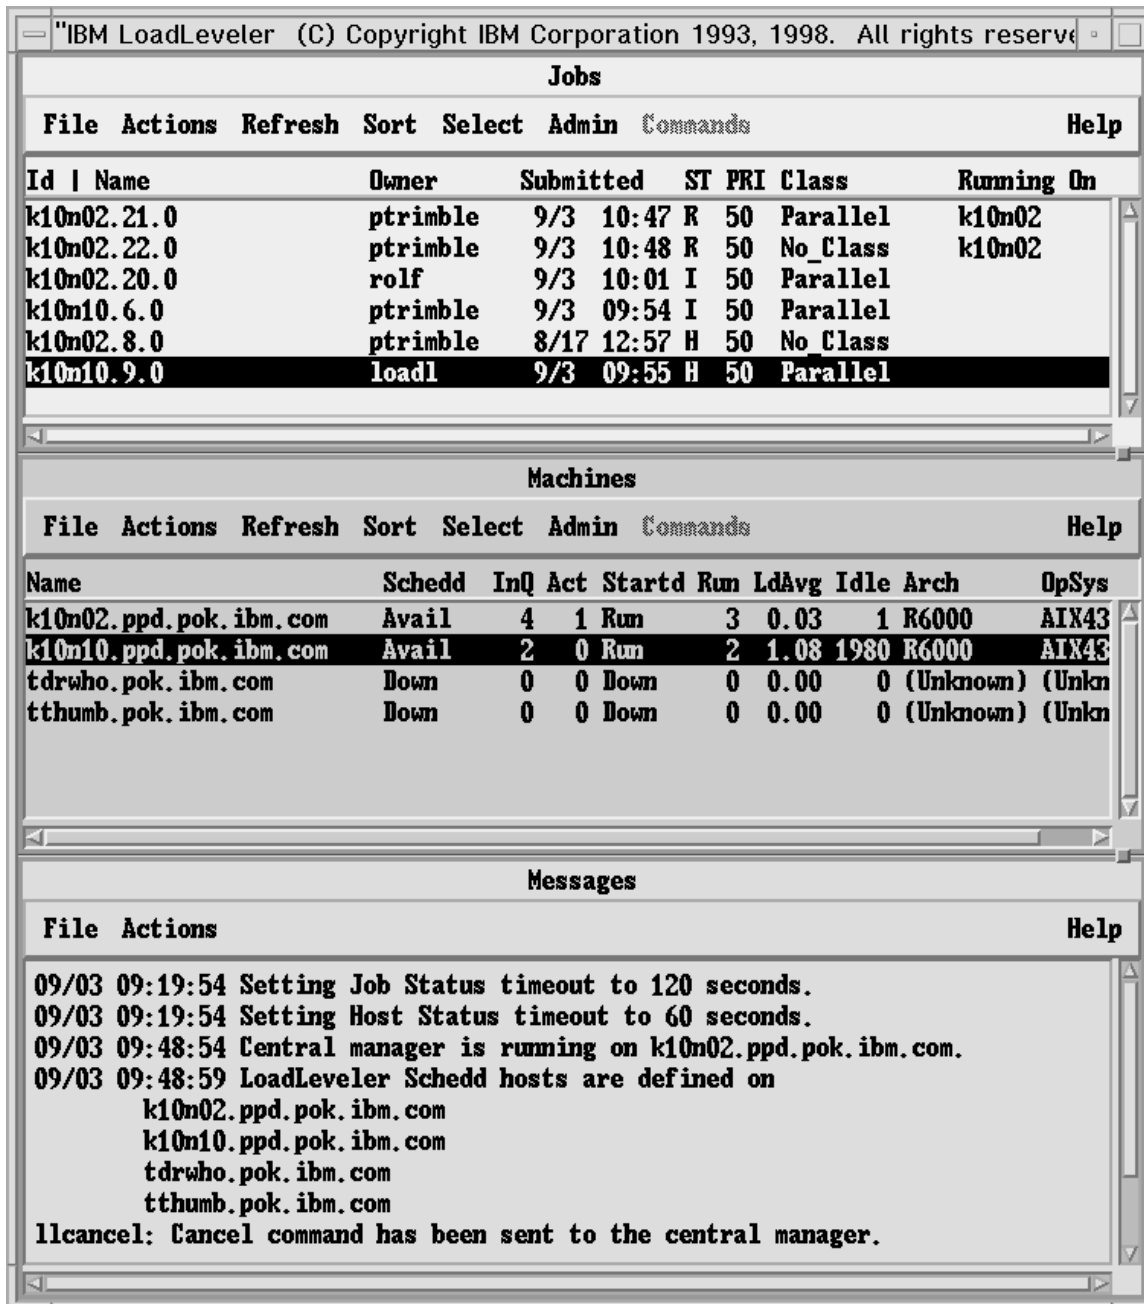 "IBM LoadLeveler (C) Copyright IBM Corporation 1993, 1998. All rights reserve
Jobs
File Actions Refresh Sort Select Admin Commands Help
Id | Name Owner Submitted ST PRI Class Running On
k10n02.21.0 ptrimble 9/3 10:47 R 50 Parallel k10n02
k10n02.22.0 ptrimble 9/3 10:48 R 50 No_Class k10n02
k10n02.20.0 rolf 9/3 10:01 I 50 Parallel
k10n10.6.0 ptrimble 9/3 09:54 I 50 Parallel
k10n02.8.0 ptrimble 8/17 12:57 H 50 No_Class
k10n10.9.0 loadl 9/3 09:55 H 50 Parallel
Machines
File Actions Refresh Sort Select Admin Commands Help
Name Schedd InQ Act Startd Run LdAvg Idle Arch OpSys
k10n02.ppd.pok.ibm.com Avail 4 1 Run 3 0.03 1 R6000 AIX43
k10n10.ppd.pok.ibm.com Avail 2 0 Run 2 1.08 1980 R6000 AIX43
tdrwho.pok.ibm.com Down 0 0 Down 0 0.00 0 (Unknown) (Unkn
tthumb.pok.ibm.com Down 0 0 Down 0 0.00 0 (Unknown) (Unkn
Messages
File Actions Help
09/03 09:19:54 Setting Job Status timeout to 120 seconds.
09/03 09:19:54 Setting Host Status timeout to 60 seconds.
09/03 09:48:54 Central manager is running on k10n02.ppd.pok.ibm.com.
09/03 09:48:59 LoadLeveler Schedd hosts are defined on
k10n02.ppd.pok.ibm.com
k10n10.ppd.pok.ibm.com
tdrwho.pok.ibm.com
tthumb.pok.ibm.com
llcancel: Cancel command has been sent to the central manager.